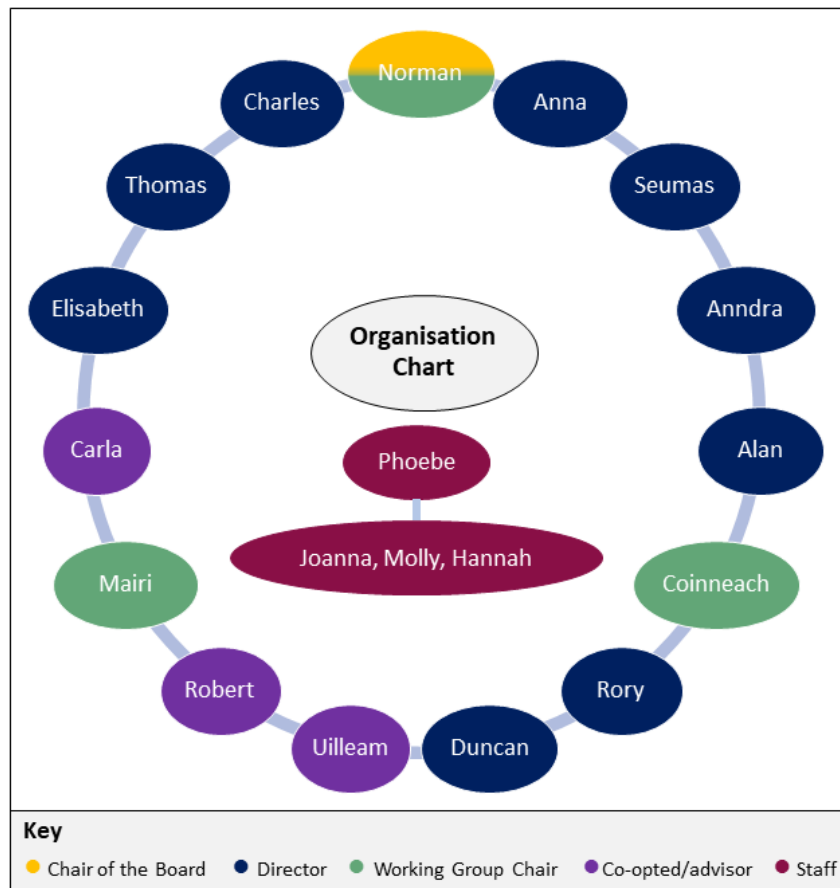 Norman
Charles
Anna
Thomas
Seumas
Elisabeth
Anndra
Organisation
Chart
Carla
Phoebe
Alan
Joanna, Molly, Hannah
Mairi
Coinneach
Robert
Rory
Uilleam
Duncan
Key
Chair of the Board
Director
Working Group Chair
Co-opted/advisor
Staff